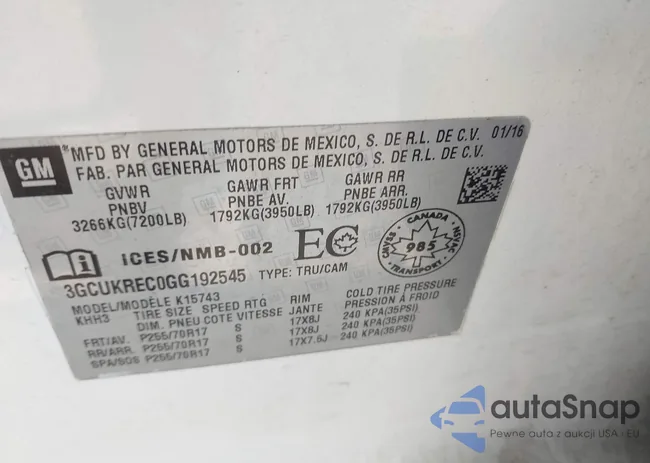 GM
MFD BY GENERAL MOTORS DE MEXICO, S. DE R.L. DE C.V. 01/16
FAB. PAR GENERAL MOTORS DE MEXICO, S. DE R.L. DE C.V.
GVWR GAWR FRT GAWR RR
PNBV PNBE AV. PNBE ARR.
3266KG(7200LB) 1792KG(3950LB) 1792KG(3950LB)
ICES/NMB-002 EC
CANADA
985
CMVSS NSVAC
TRANSPORT
3GCUKREC0GG192545 TYPE: TRU/CAM
MODEL/MODÈLE K15743
KHH3 TIRE SIZE SPEED RTG RIM COLD TIRE PRESSURE
DIM. PNEU COTE VITESSE JANTE PRESSION À FROID
FRT/AV. P255/70R17 S 17X8J 240 KPA(35PSI)
RR/ARR. P255/70R17 S 17X8J 240 KPA(35PSI)
SPA/SOS P255/70R17 S 17X7.5J 240 KPA(35PSI)
autaSnap
Pewne auta z aukcji USA i EU